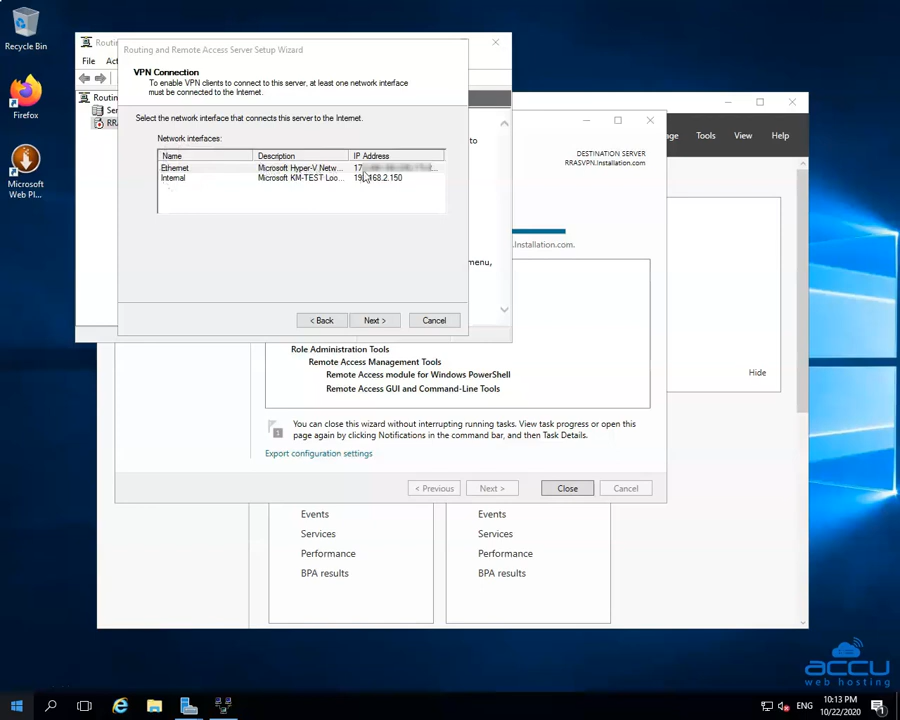 Recycle Bin
Firefox
Microsoft
Web Pl...
File
Routing and Remote Access Server Setup Wizard
VPN Connection
To enable VPN clients to connect to this server, at least one network interface
must be connected to the Internet.
Select the network interface that connects this server to the Internet.
Network interfaces:
Name Description IP Address
Ethernet Microsoft Hyper-V Netw...
Internal Microsoft KM-TEST Loo... 192.168.2.150
< Back Next > Cancel
to
menu,
Tools View Help
DESTINATION SERVER
RRASVPN.Installation.com
.Installation.com.
Role Administration Tools
Remote Access Management Tools
Remote Access module for Windows PowerShell
Remote Access GUI and Command-Line Tools
Hide
1
You can close this wizard without interrupting running tasks. View task progress or open this
page again by clicking Notifications in the command bar, and then Task Details.
Export configuration settings
< Previous Next > Close Cancel
Events Events
Services Services
Performance Performance
BPA results BPA results
accu
web hosting
ENG
10:13 PM
10/22/2020
1